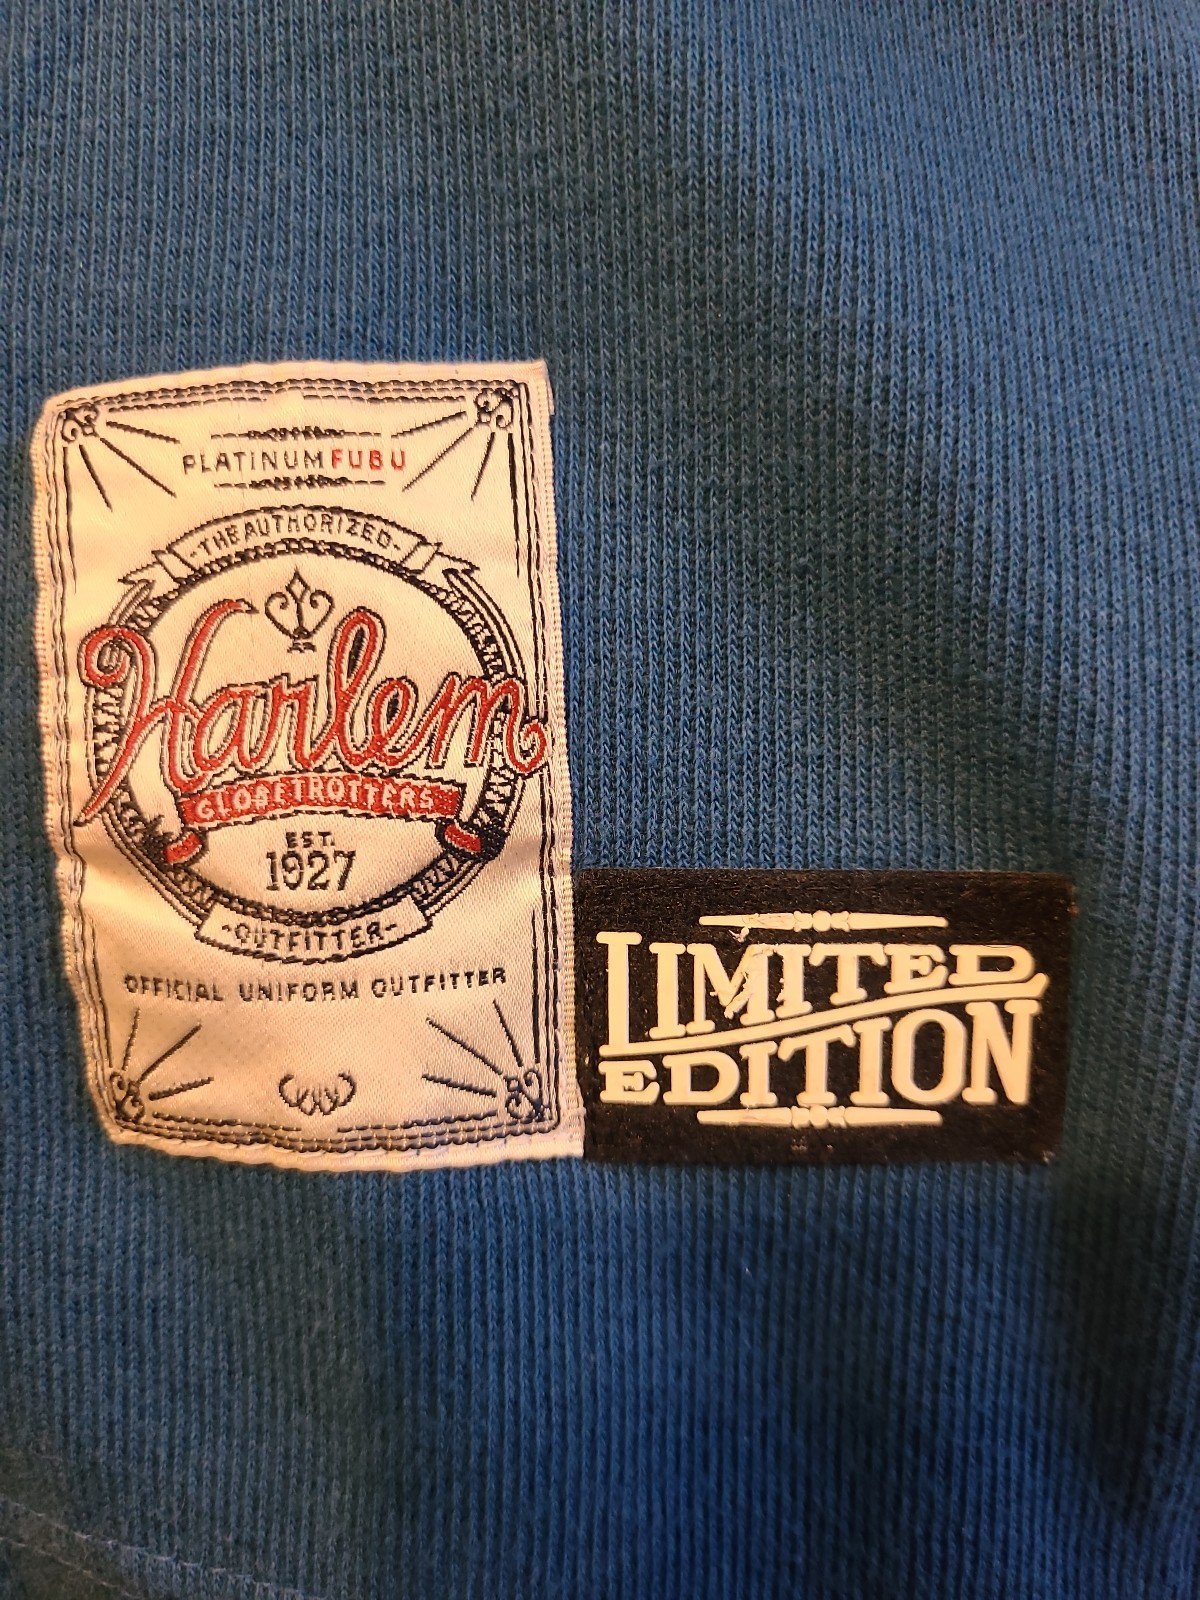 PLATINUMFUBU
-THE AUTHORIZED-
Harlem
GLOBETROTTERS
EST.
1927
-OUTFITTER-
OFFICIAL UNIFORM OUTFITTER
LIMITED
EDITION